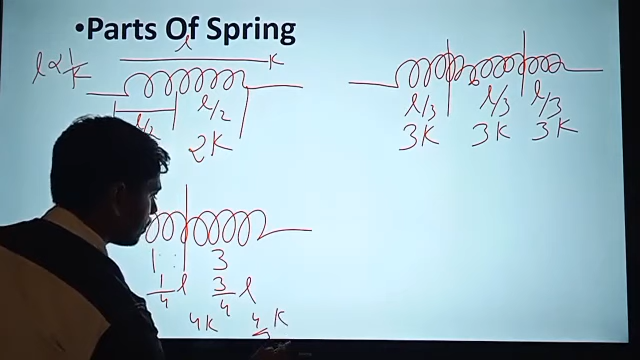 •Parts Of Spring
l
l ∝ 1/K
K
l/2 l/2
2K
l/3 l/3 l/3
3K 3K 3K
1 : 3
1/4 l 3/4 l
4K 4/3 K